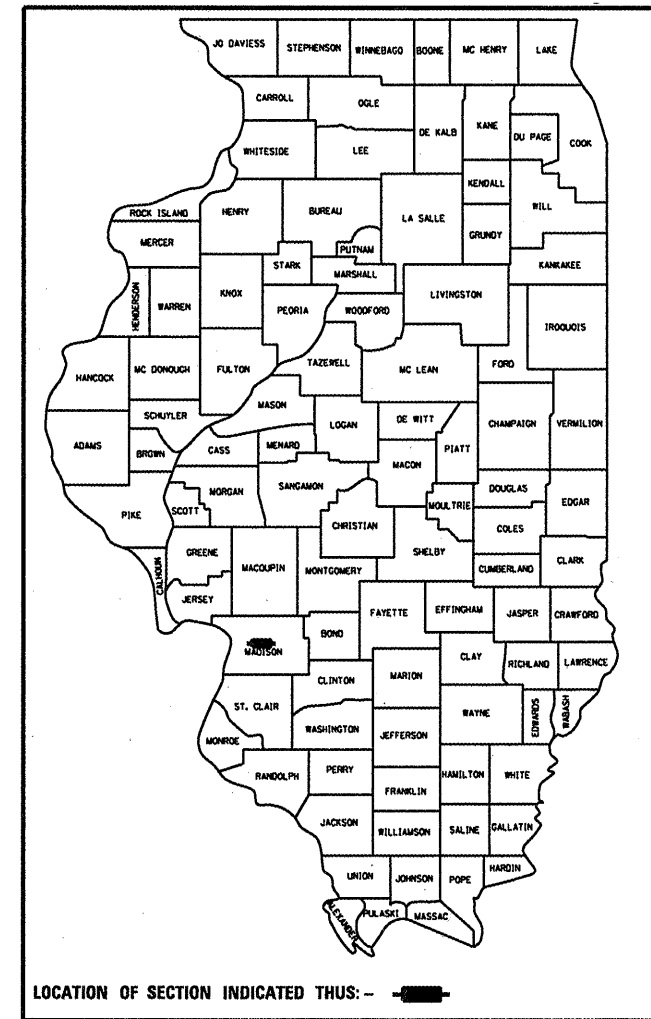 JO DAVIESS
STEPHENSON
WINNEBAGO
BOONE
MC HENRY
LAKE
CARROLL
OGLE
DE KALB
KANE
DU PAGE
COOK
WHITESIDE
LEE
KENDALL
WILL
ROCK ISLAND
HENRY
BUREAU
LA SALLE
GRUNDY
MERCER
PUTNAM
STARK
MARSHALL
KANKAKEE
HENDERSON
WARREN
KNOX
PEORIA
WOODFORD
LIVINGSTON
IROQUOIS
HANCOCK
MC DONOUGH
FULTON
TAZEWELL
MC LEAN
FORD
SCHUYLER
MASON
LOGAN
DE WITT
CHAMPAIGN
VERMILION
ADAMS
BROWN
CASS
MENARD
MACON
PIATT
PIKE
SCOTT
MORGAN
SANGAMON
CHRISTIAN
MOULTRIE
DOUGLAS
EDGAR
COLES
CALHOUN
GREENE
MACOUPIN
MONTGOMERY
SHELBY
CUMBERLAND
CLARK
JERSEY
FAYETTE
EFFINGHAM
JASPER
CRAWFORD
MADISON
BOND
CLAY
RICHLAND
LAWRENCE
CLINTON
MARION
ST. CLAIR
WAYNE
EDWARDS
WABASH
MONROE
WASHINGTON
JEFFERSON
RANDOLPH
PERRY
HAMILTON
WHITE
FRANKLIN
JACKSON
WILLIAMSON
SALINE
GALLATIN
UNION
JOHNSON
POPE
HARDIN
ALEXANDER
PULASKI
MASSAC
LOCATION OF SECTION INDICATED THUS: -